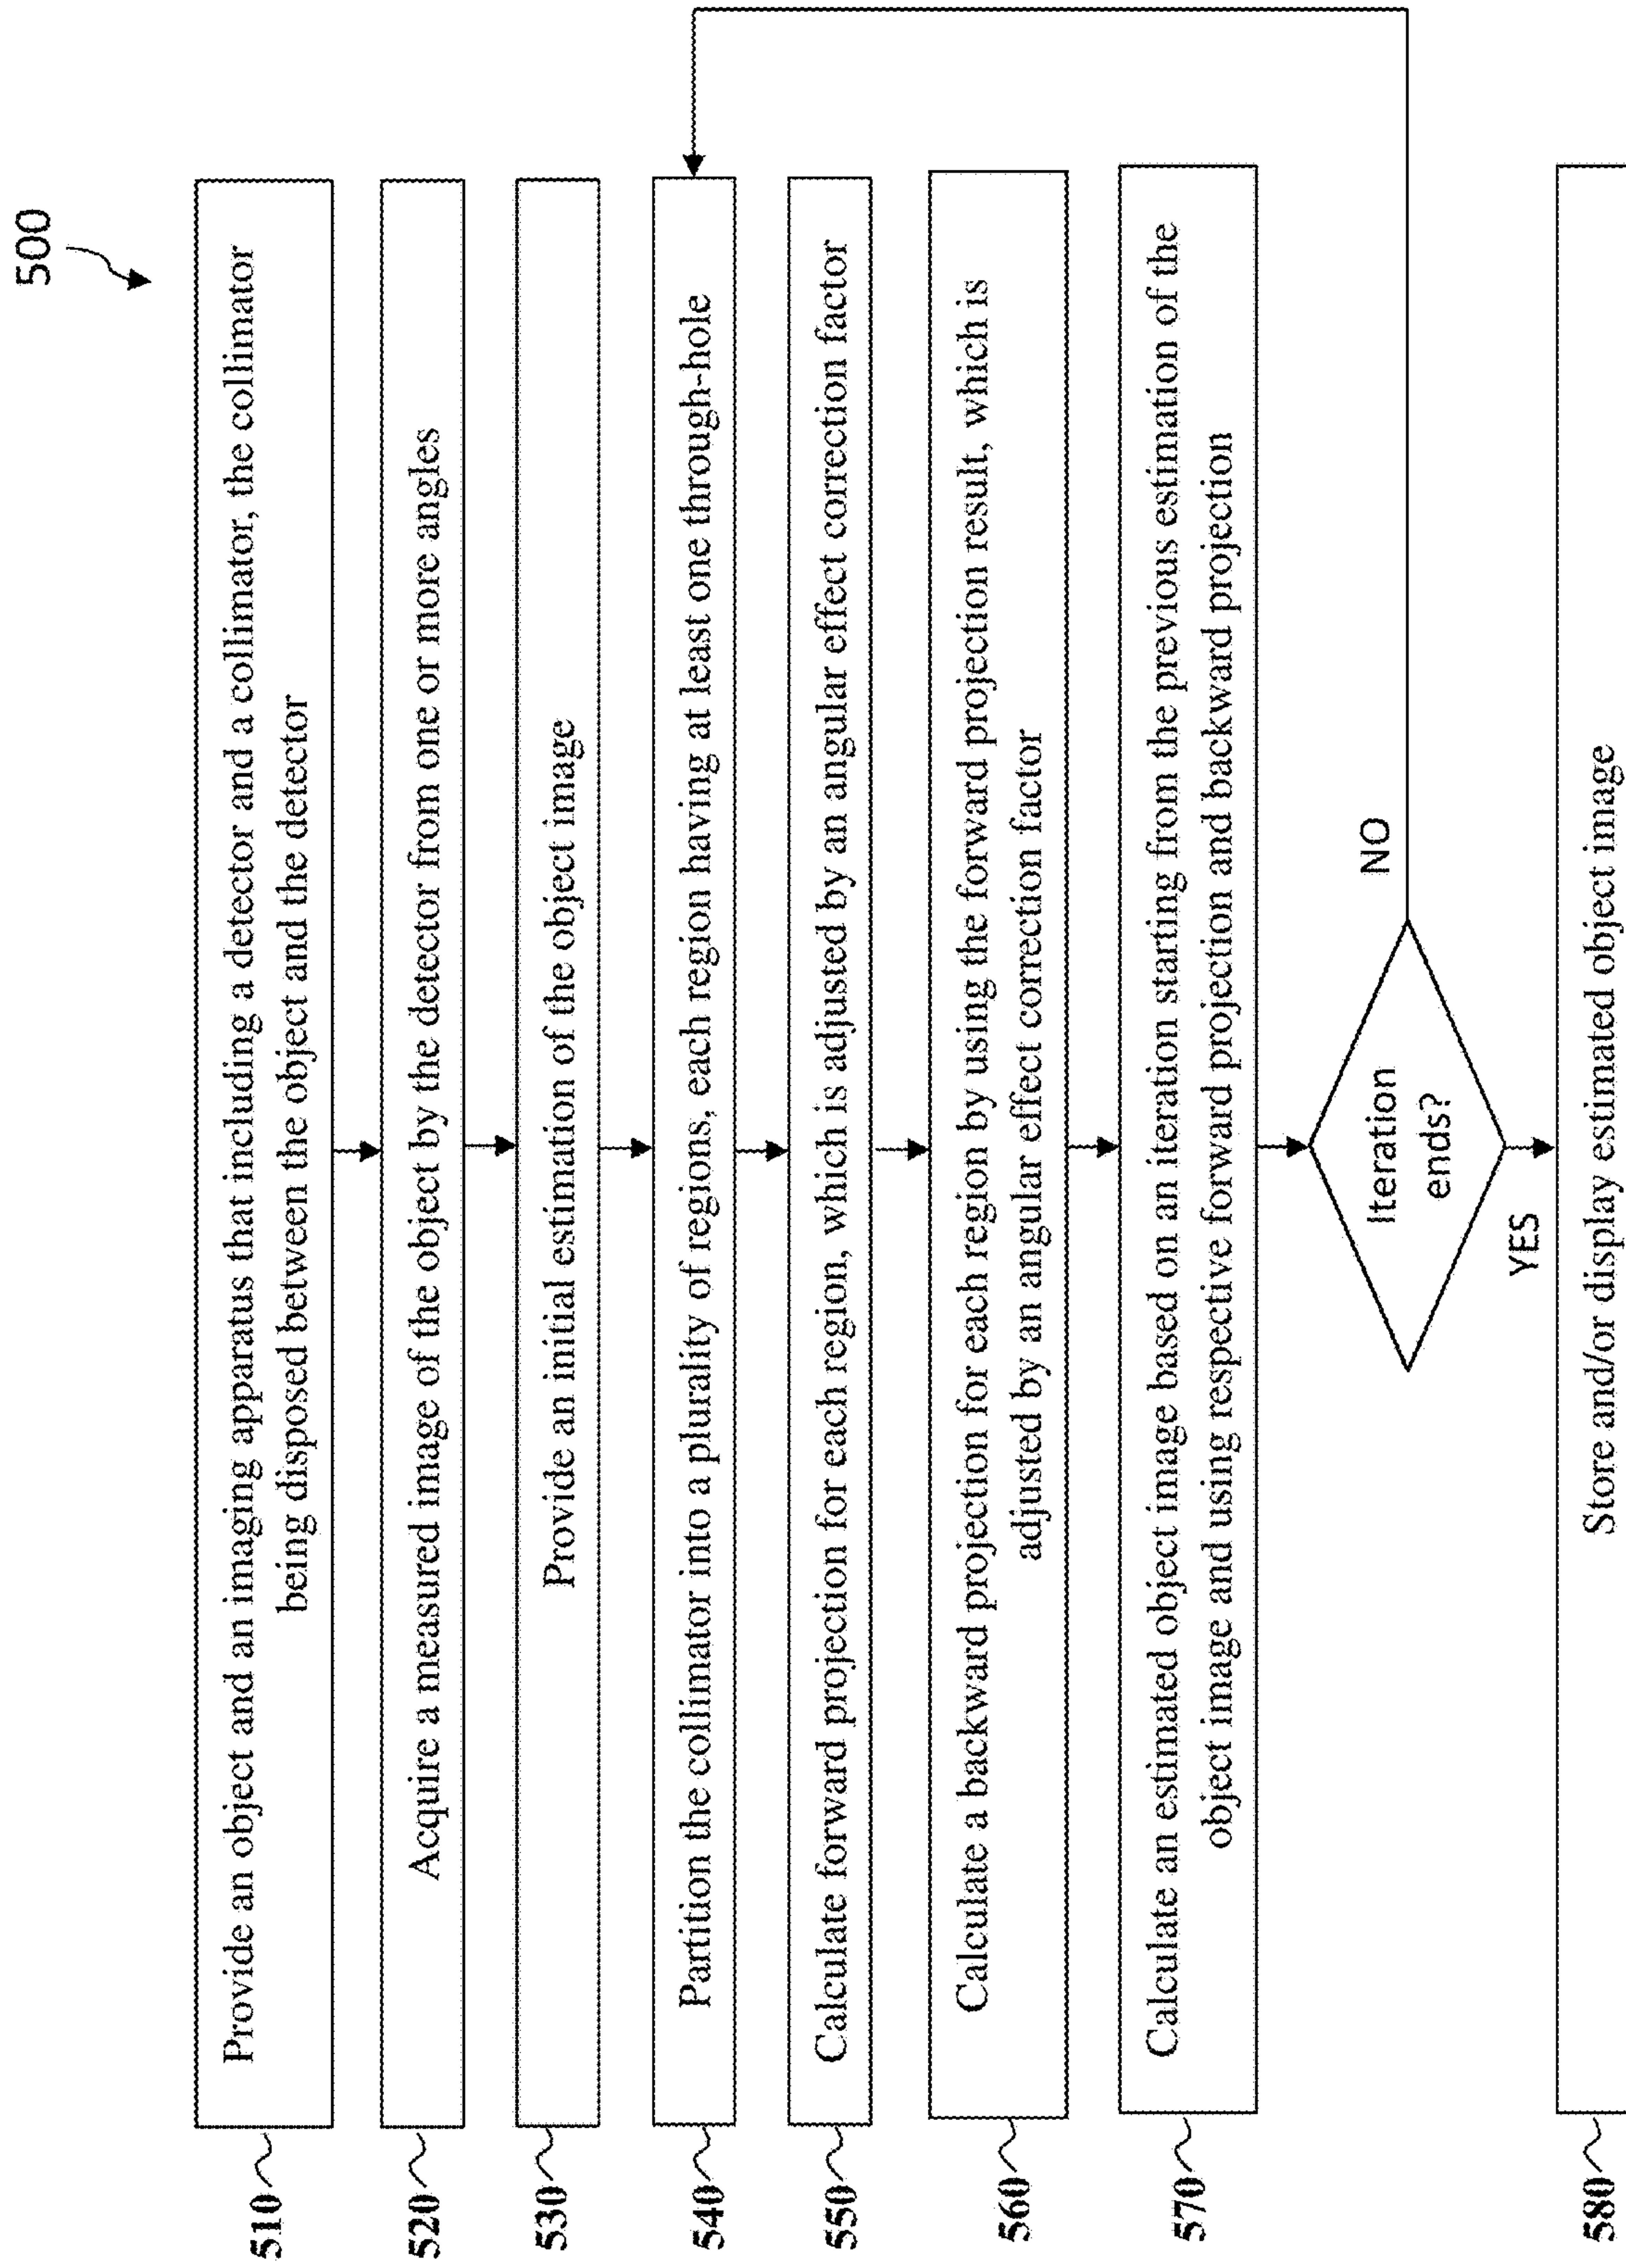 500
510
Provide an object and an imaging apparatus that including a detector and a collimator, the collimator
being disposed between the object and the detector
520
Acquire a measured image of the object by the detector from one or more angles
530
Provide an initial estimation of the object image
540
Partition the collimator into a plurality of regions, each region having at least one through-hole
550
Calculate forward projection for each region, which is adjusted by an angular effect correction factor
560
Calculate a backward projection for each region by using the forward projection result, which is
adjusted by an angular effect correction factor
570
Calculate an estimated object image based on an iteration starting from the previous estimation of the
object image and using respective forward projection and backward projection
Iteration
ends?
NO
YES
580
Store and/or display estimated object image